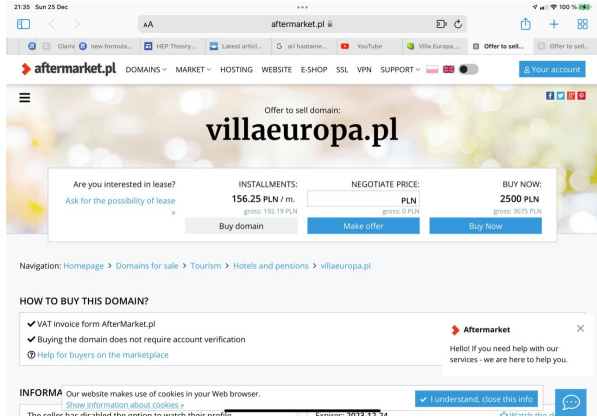 21:35 Sun 25 Dec
100 %
AA
aftermarket.pl
Clarie
new formula...
HEP Theory...
Latest articl...
ari haataine...
YouTube
Villa Europa,...
Offer to sell...
Offer to sell...
aftermarket.pl
DOMAINS MARKET HOSTING WEBSITE E-SHOP SSL VPN SUPPORT
Your account
Offer to sell domain:
villaeuropa.pl
Are you interested in lease?
Ask for the possibility of lease
»
INSTALLMENTS:
156.25 PLN / m.
gross: 192.19 PLN
Buy domain
NEGOTIATE PRICE:
PLN
gross: 0 PLN
Make offer
BUY NOW:
2500 PLN
gross: 3075 PLN
Buy Now
Navigation: Homepage > Domains for sale > Tourism > Hotels and pensions > villaeuropa.pl
HOW TO BUY THIS DOMAIN?
VAT invoice form AfterMarket.pl
Buying the domain does not require account verification
Help for buyers on the marketplace
Aftermarket
Hello! If you need help with our
services - we are here to help you.
INFORMA
Our website makes use of cookies in your Web browser.
Show information about cookies »
I understand, close this info
The seller has disabled the option to watch their profile
Expires: 2023-12-24
Watch the d